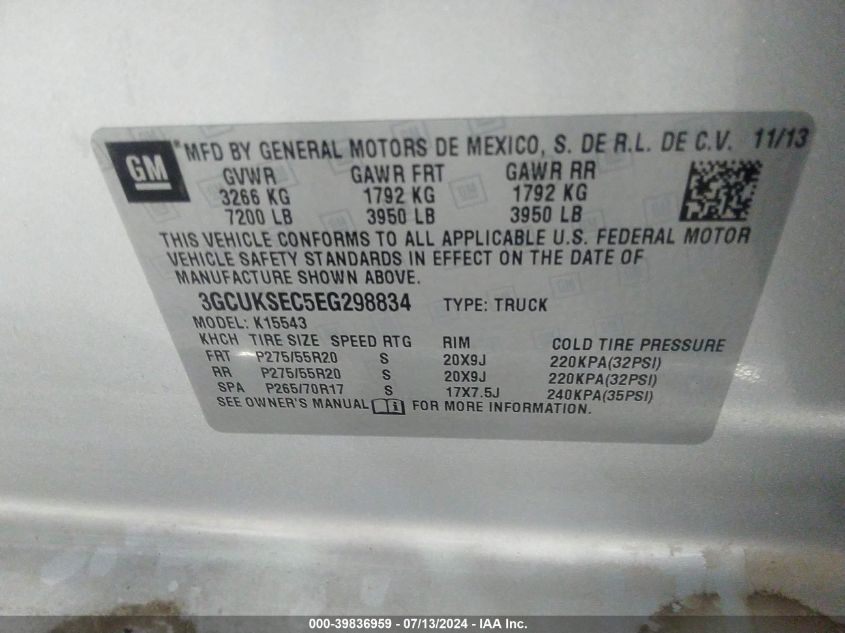 GM ® MFD BY GENERAL MOTORS DE MEXICO, S. DE R.L. DE C.V. 11/13
GVWR GAWR FRT GAWR RR
3266 KG 1792 KG 1792 KG
7200 LB 3950 LB 3950 LB
THIS VEHICLE CONFORMS TO ALL APPLICABLE U.S. FEDERAL MOTOR
VEHICLE SAFETY STANDARDS IN EFFECT ON THE DATE OF
MANUFACTURE SHOWN ABOVE.
3GCUKSEC5EG298834 TYPE: TRUCK
MODEL: K15543
KHCH TIRE SIZE SPEED RTG RIM COLD TIRE PRESSURE
FRT P275/55R20 S 20X9J 220KPA(32PSI)
RR P275/55R20 S 20X9J 220KPA(32PSI)
SPA P265/70R17 S 17X7.5J 240KPA(35PSI)
SEE OWNER'S MANUAL i FOR MORE INFORMATION.
000-39836959 - 07/13/2024 - IAA Inc.